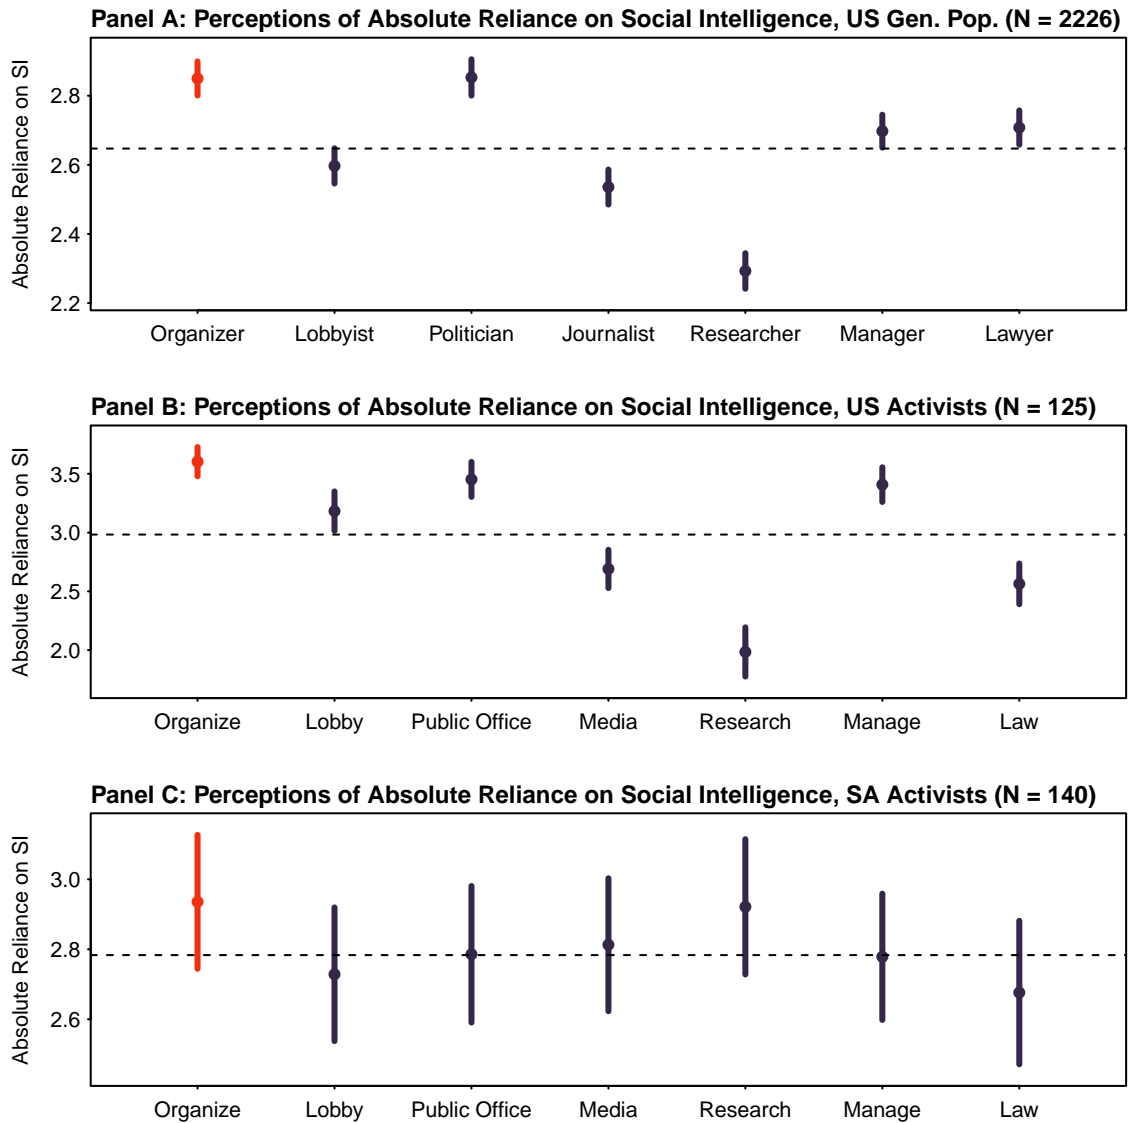 Panel A: Perceptions of Absolute Reliance on Social Intelligence, US Gen. Pop. (N = 2226)
Absolute Reliance on SI
2.8
2.6
2.4
2.2
Organizer Lobbyist Politician Journalist Researcher Manager Lawyer
Panel B: Perceptions of Absolute Reliance on Social Intelligence, US Activists (N = 125)
Absolute Reliance on SI
3.5
3.0
2.5
2.0
Organize Lobby Public Office Media Research Manage Law
Panel C: Perceptions of Absolute Reliance on Social Intelligence, SA Activists (N = 140)
Absolute Reliance on SI
3.0
2.8
2.6
Organize Lobby Public Office Media Research Manage Law